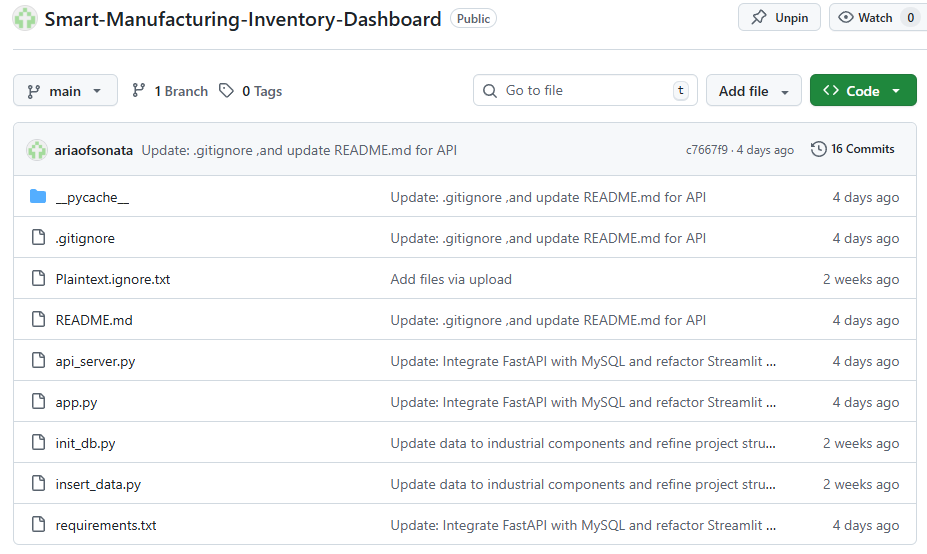 Smart-Manufacturing-Inventory-Dashboard Public Unpin Watch 0
main 1 Branch 0 Tags Go to file t Add file Code
ariaofsonata Update: .gitignore ,and update README.md for API c7667f9 · 4 days ago 16 Commits
__pycache__ Update: .gitignore ,and update README.md for API 4 days ago
.gitignore Update: .gitignore ,and update README.md for API 4 days ago
Plaintext.ignore.txt Add files via upload 2 weeks ago
README.md Update: .gitignore ,and update README.md for API 4 days ago
api_server.py Update: Integrate FastAPI with MySQL and refactor Streamlit ... 4 days ago
app.py Update: Integrate FastAPI with MySQL and refactor Streamlit ... 4 days ago
init_db.py Update data to industrial components and refine project stru... 2 weeks ago
insert_data.py Update data to industrial components and refine project stru... 2 weeks ago
requirements.txt Update: Integrate FastAPI with MySQL and refactor Streamlit ... 4 days ago